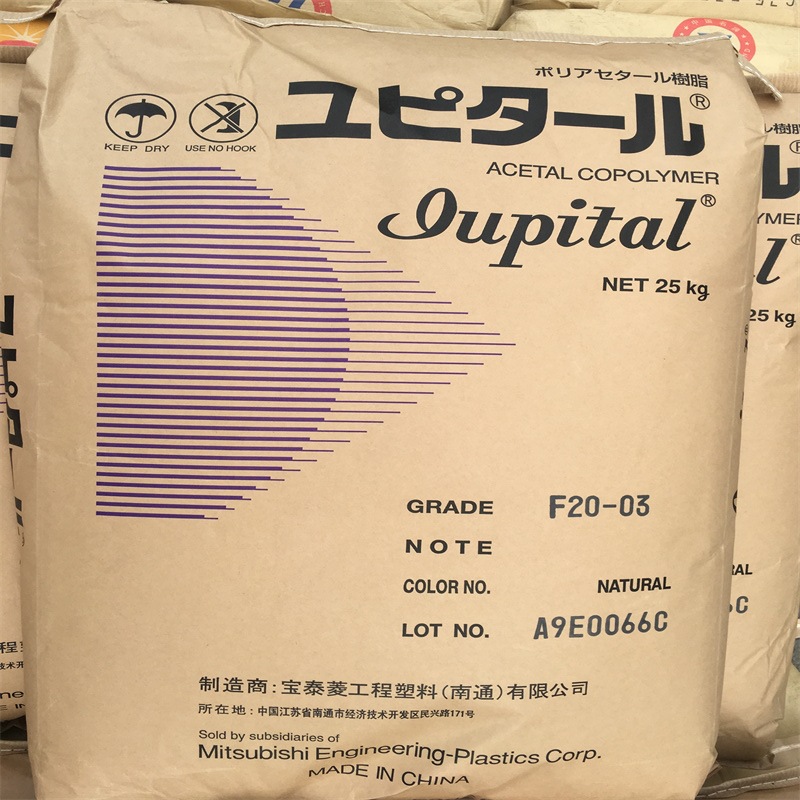 ポリアセタール樹脂
ユピタール®
KEEP DRY
USE NO HOOK
ACETAL COPOLYMER
Iupital®
NET 25 kg
GRADE F20-03
NOTE
COLOR NO. NATURAL
LOT NO. A9E0066C
制造商:宝泰菱工程塑料(南通)有限公司
所在地:中国江苏省南通市经济技术开发区民兴路171号
Sold by subsidiaries of
Mitsubishi Engineering-Plastics Corp.
MADE IN CHINA